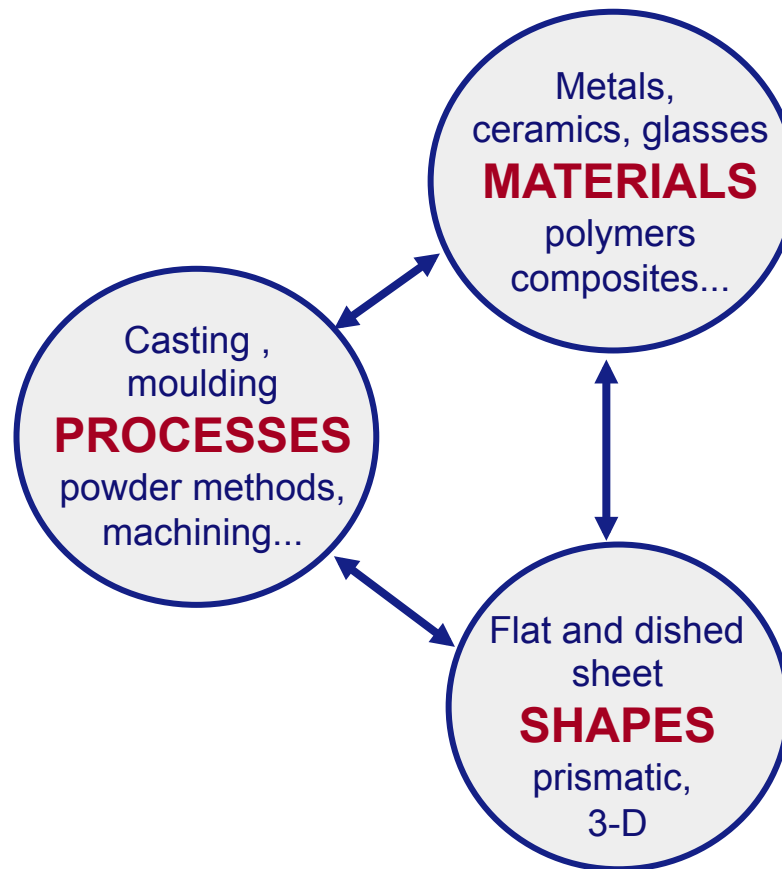 Metals,
ceramics, glasses
MATERIALS
polymers
composites...
Casting ,
moulding
PROCESSES
powder methods,
machining...
Flat and dished
sheet
SHAPES
prismatic,
3-D